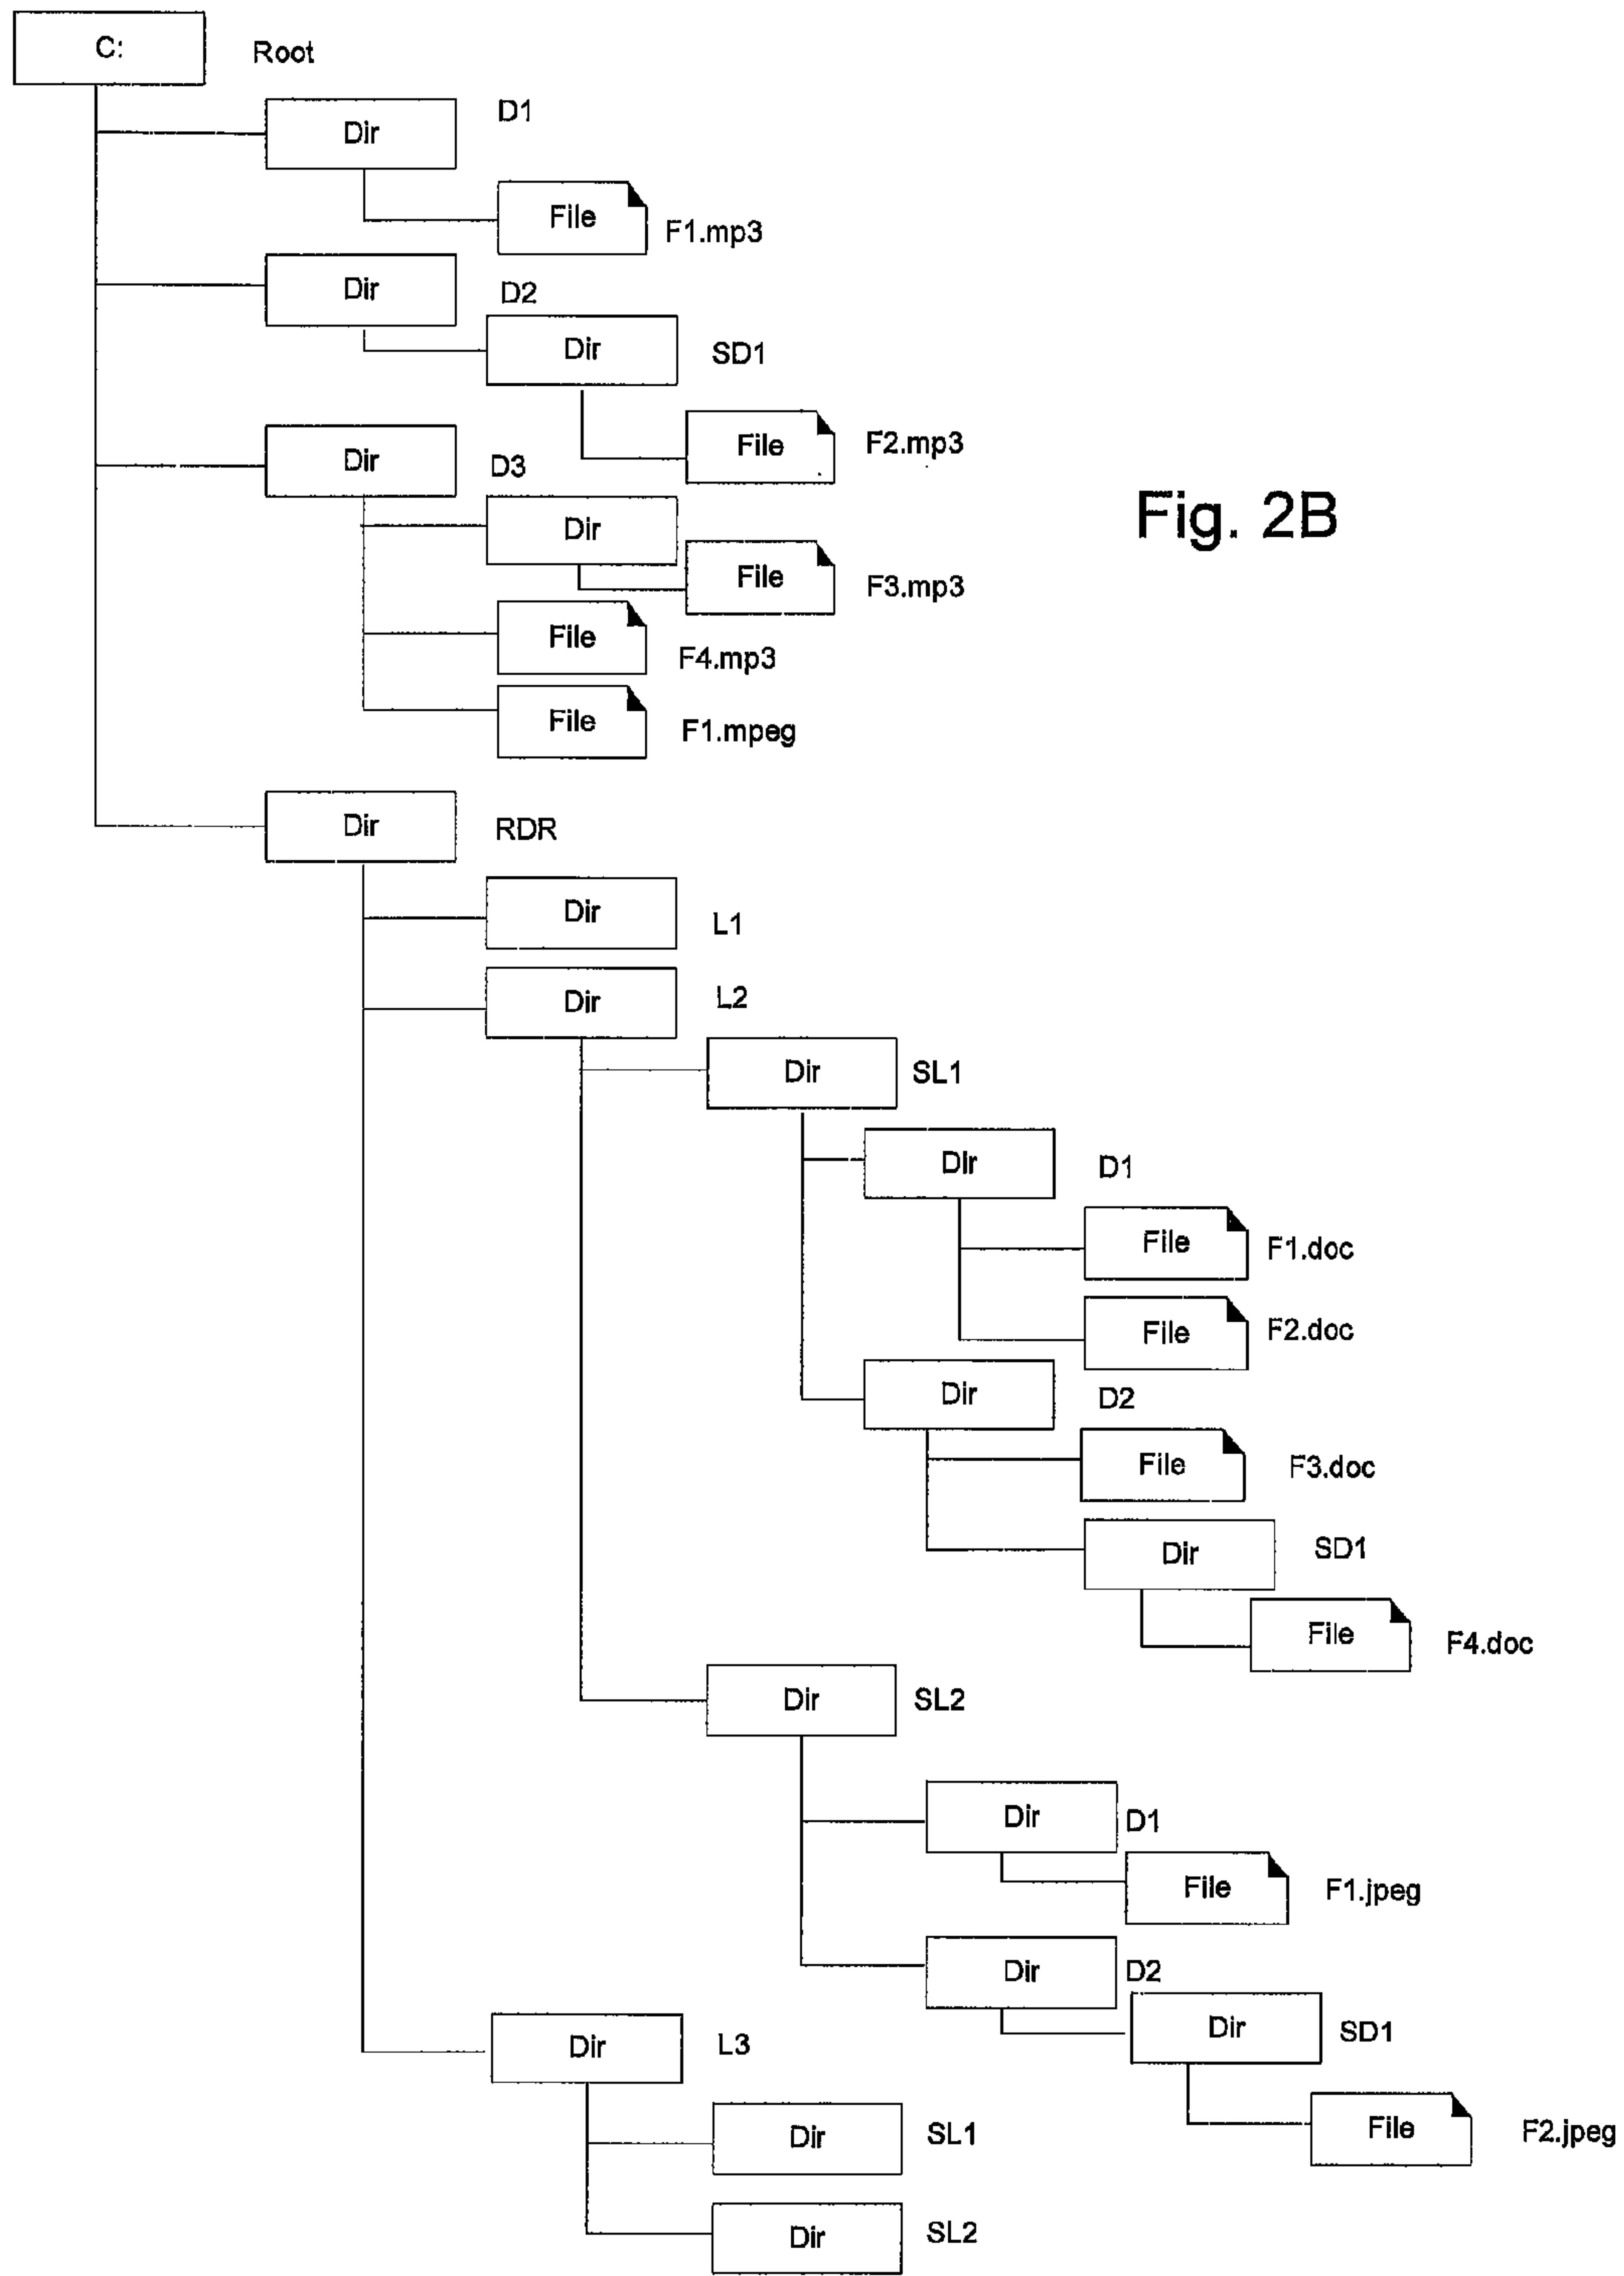 C: Root
Dir D1
File F1.mp3
Dir D2
Dir SD1
File F2.mp3
Dir D3
Dir
File F3.mp3
File F4.mp3
File F1.mpeg
Fig. 2B
Dir RDR
Dir L1
Dir L2
Dir SL1
Dir D1
File F1.doc
File F2.doc
Dir D2
File F3.doc
Dir SD1
File F4.doc
Dir SL2
Dir D1
File F1.jpeg
Dir D2
Dir SD1
File F2.jpeg
Dir L3
Dir SL1
Dir SL2